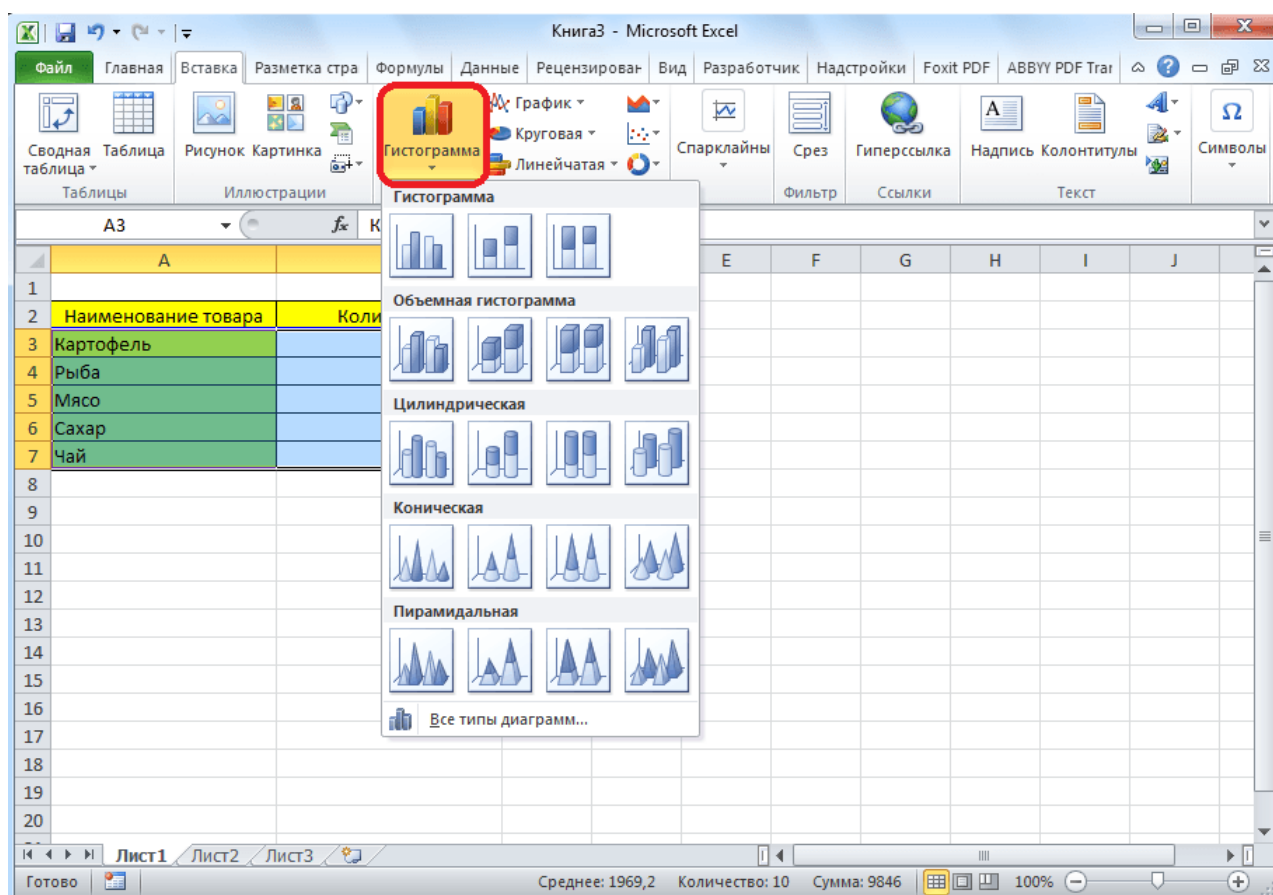 Книга3 - Microsoft Excel
Файл Главная Вставка Разметка стра Формулы Данные Рецензирован Вид Разработчик Надстройки Foxit PDF ABBYY PDF Trar
Сводная таблица Таблица Рисунок Картинка Гистограмма График Круговая Линейчатая Спарклайны Срез Гиперссылка Надпись Колонтитулы Символы
Таблицы Иллюстрации Фильтр Ссылки Текст
A3 fx К
A E F G H I J
1
2 Наименование товара Коли
3 Картофель
4 Рыба
5 Мясо
6 Сахар
7 Чай
8
9
10
11
12
13
14
15
16
17
18
19
20
Гистограмма
Объемная гистограмма
Цилиндрическая
Коническая
Пирамидальная
Все типы диаграмм...
Лист1 Лист2 Лист3
Готово Среднее: 1969,2 Количество: 10 Сумма: 9846 100%